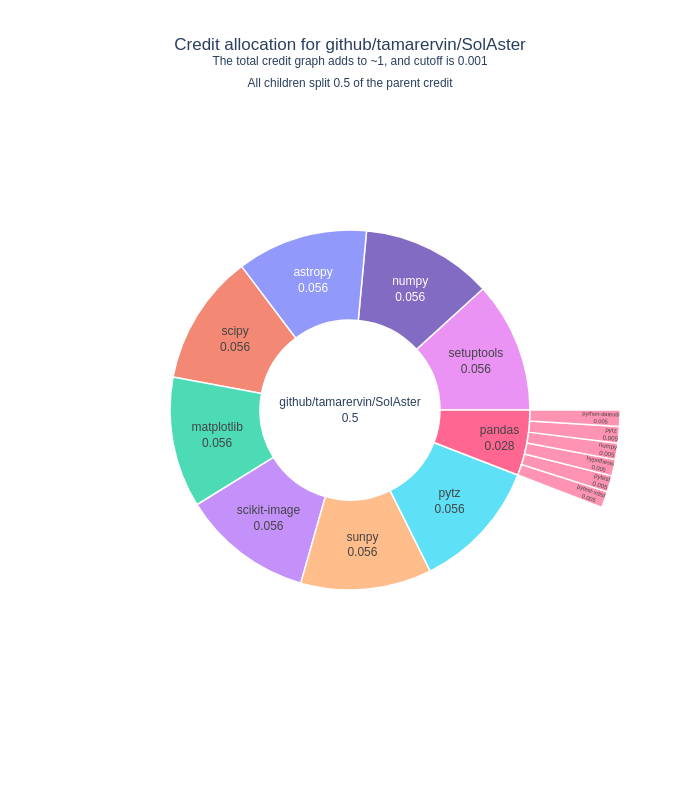 Credit allocation for github/tamarervin/SolAster
The total credit graph adds to ~1, and cutoff is 0.001
All children split 0.5 of the parent credit
astropy
0.056
numpy
0.056
scipy
0.056
setuptools
0.056
github/tamarervin/SolAster
0.5
matplotlib
0.056
pandas
0.028
python-dateutil
0.005
pytz
0.005
numpy
0.005
hypothesis
0.005
pytest
0.005
pytest-xdist
0.005
pytz
0.056
scikit-image
0.056
sunpy
0.056